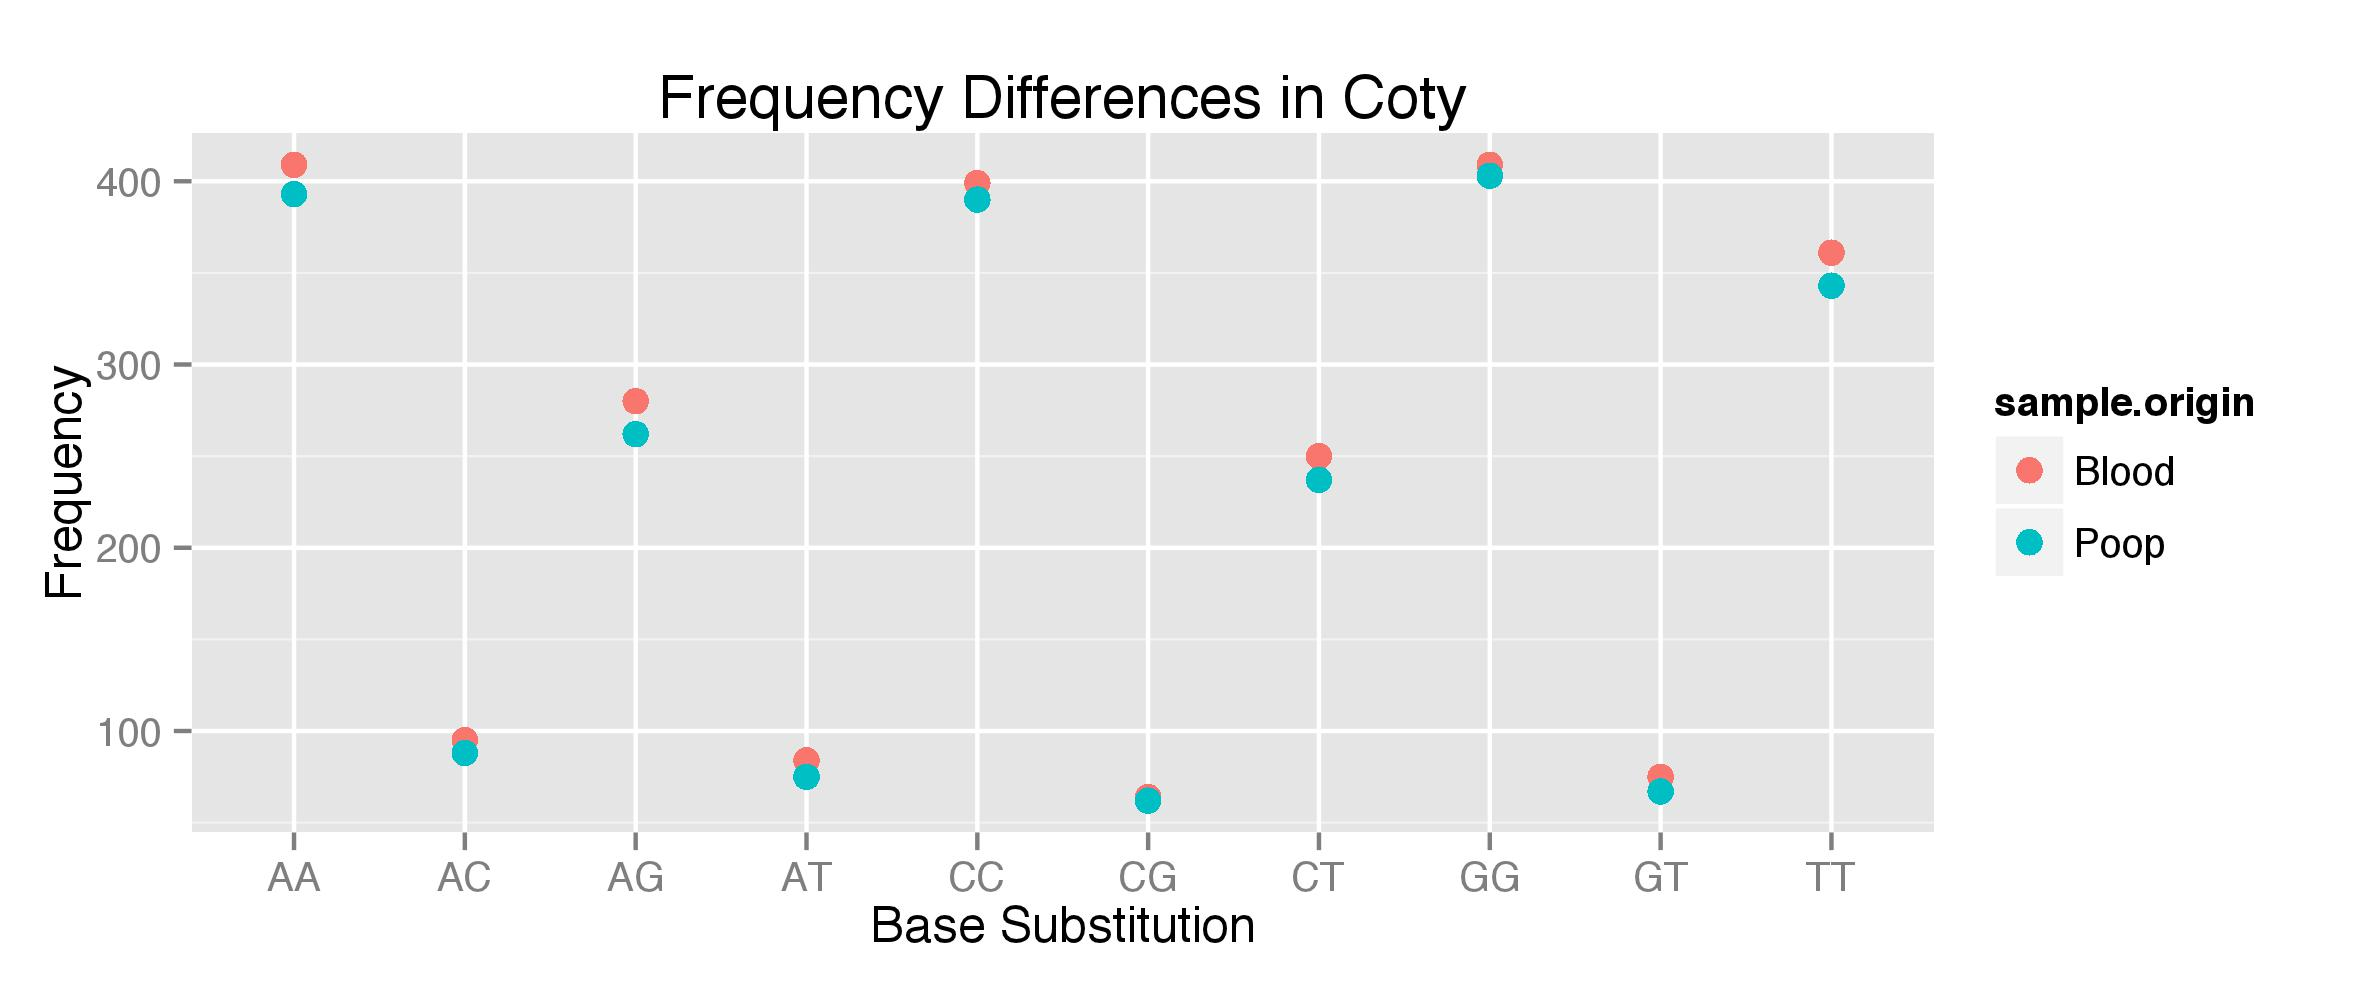 Frequency Differences in Coty
Frequency
400
300
200
100
AA AC AG AT CC CG CT GG GT TT
Base Substitution
sample.origin
Blood
Poop